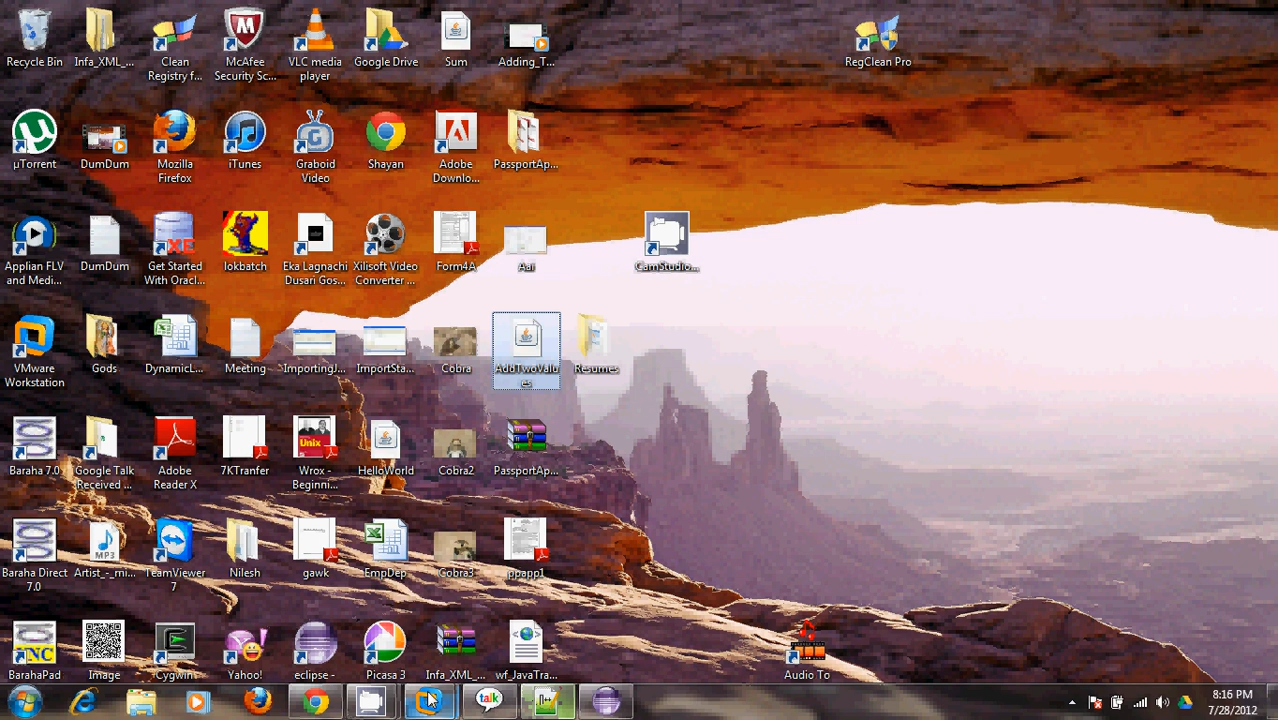 Recycle Bin
Infa_XML_...
Clean
Registry f...
McAfee
Security Sc...
VLC media
player
Google Drive
Sum
Adding_T...
RegClean Pro
µTorrent
DumDum
Mozilla
Firefox
iTunes
Graboid
Video
Shayan
Adobe
Downlo...
PassportAp...
Applian FLV
and Medi...
DumDum
Get Started
With Oracl...
lokbatch
Eka Lagnachi
Dusari Gos...
Xilisoft Video
Converter ...
Form4A
Aai
CamStudio...
VMware
Workstation
Gods
DynamicL...
Meeting
ImportingJ...
ImportSta...
Cobra
AddTwoValu
es
Resumes
Baraha 7.0
Google Talk
Received ...
Adobe
Reader X
7KTranfer
Wrox -
Beginni...
HelloWorld
Cobra2
PassportAp...
Baraha Direct
7.0
Artist_-_mi...
TeamViewer
7
Nilesh
gawk
EmpDep
Cobra3
ppapp1
BarahaPad
Image
Cygwin
Yahoo!
eclipse -
Picasa 3
Infa_XML_...
wf_JavaTra...
Audio To
talk
8:16 PM
7/28/2012